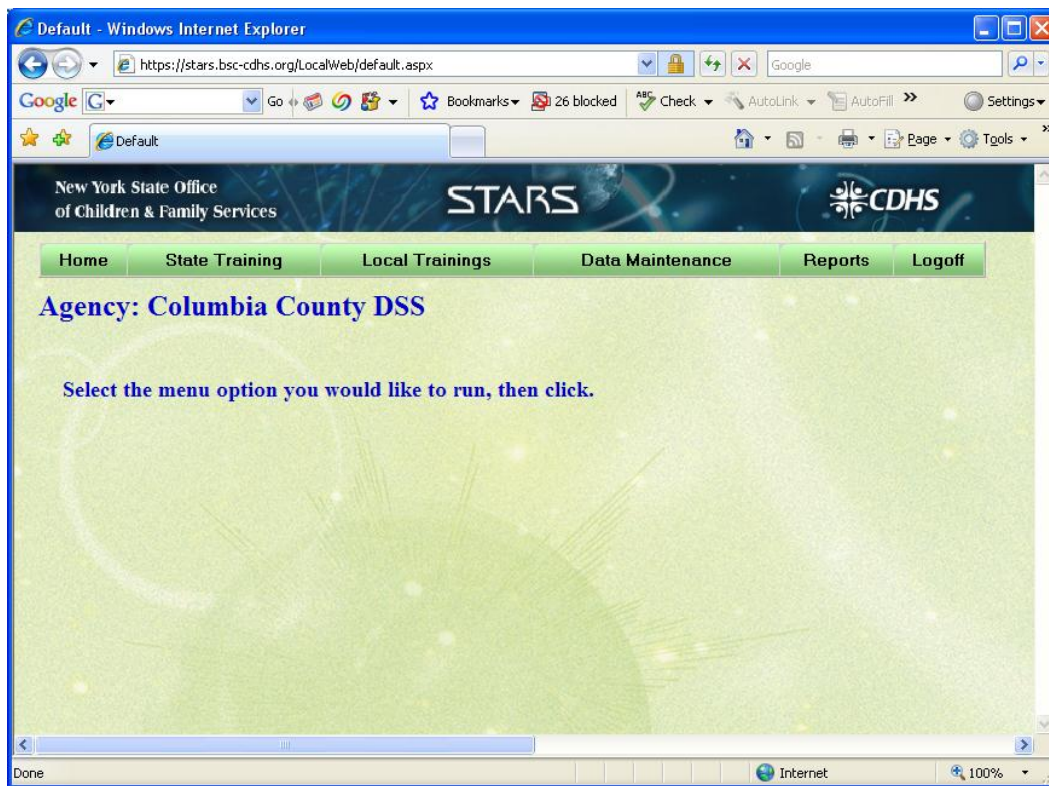 Default - Windows Internet Explorer
https://stars.bsc-cdhs.org/LocalWeb/default.aspx
Google
Google G Go Bookmarks 26 blocked ABC Check AutoLink AutoFill » Settings
Default Page Tools »
New York State Office
of Children & Family Services
STARS
CDHS
Home State Training Local Trainings Data Maintenance Reports Logoff
Agency: Columbia County DSS
Select the menu option you would like to run, then click.
Done Internet 100%